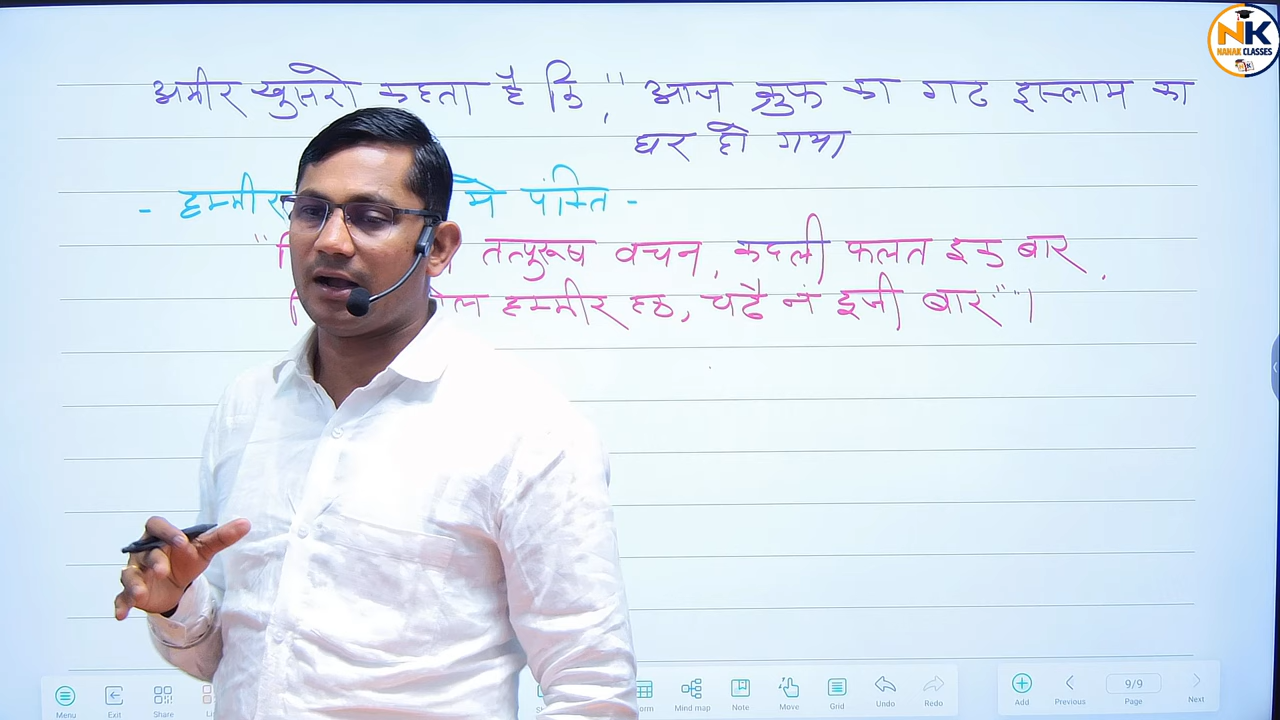 NK
NANAK CLASSES
अमीर खुसरो कहता है कि, " आज कुफ्र का गढ इस्लाम का
घर हो गया
- हम्मीर में पंक्ति -
" तत्पुरूष वचन, कदली फलत इक बार,
हम्मीर हठ, चढै न दूजी बार" ।
Menu Exit Share Mind map Note Move Grid Undo Redo Add Previous 9/9 Page Next